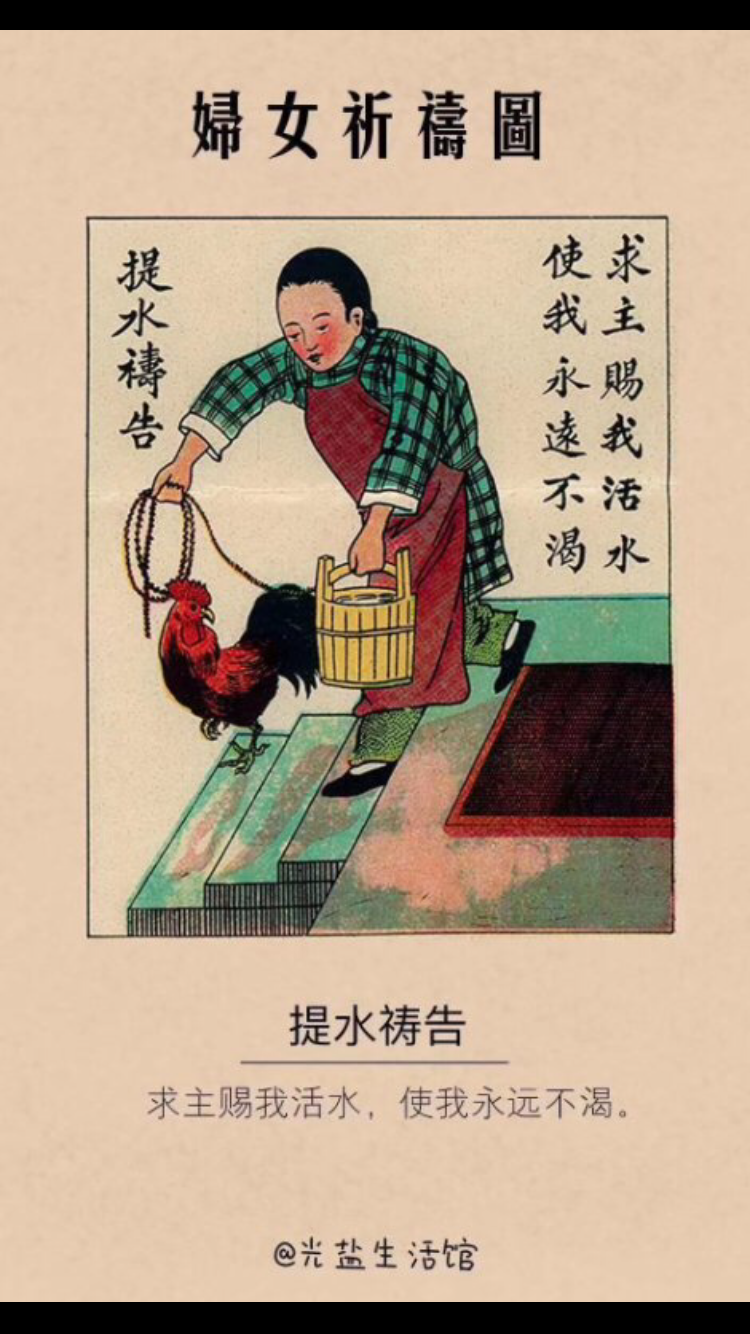 婦女祈禱圖
求主賜我活水
使我永遠不渴
提水禱告
提水祷告
求主赐我活水，使我永远不渴。
@光盐生活馆